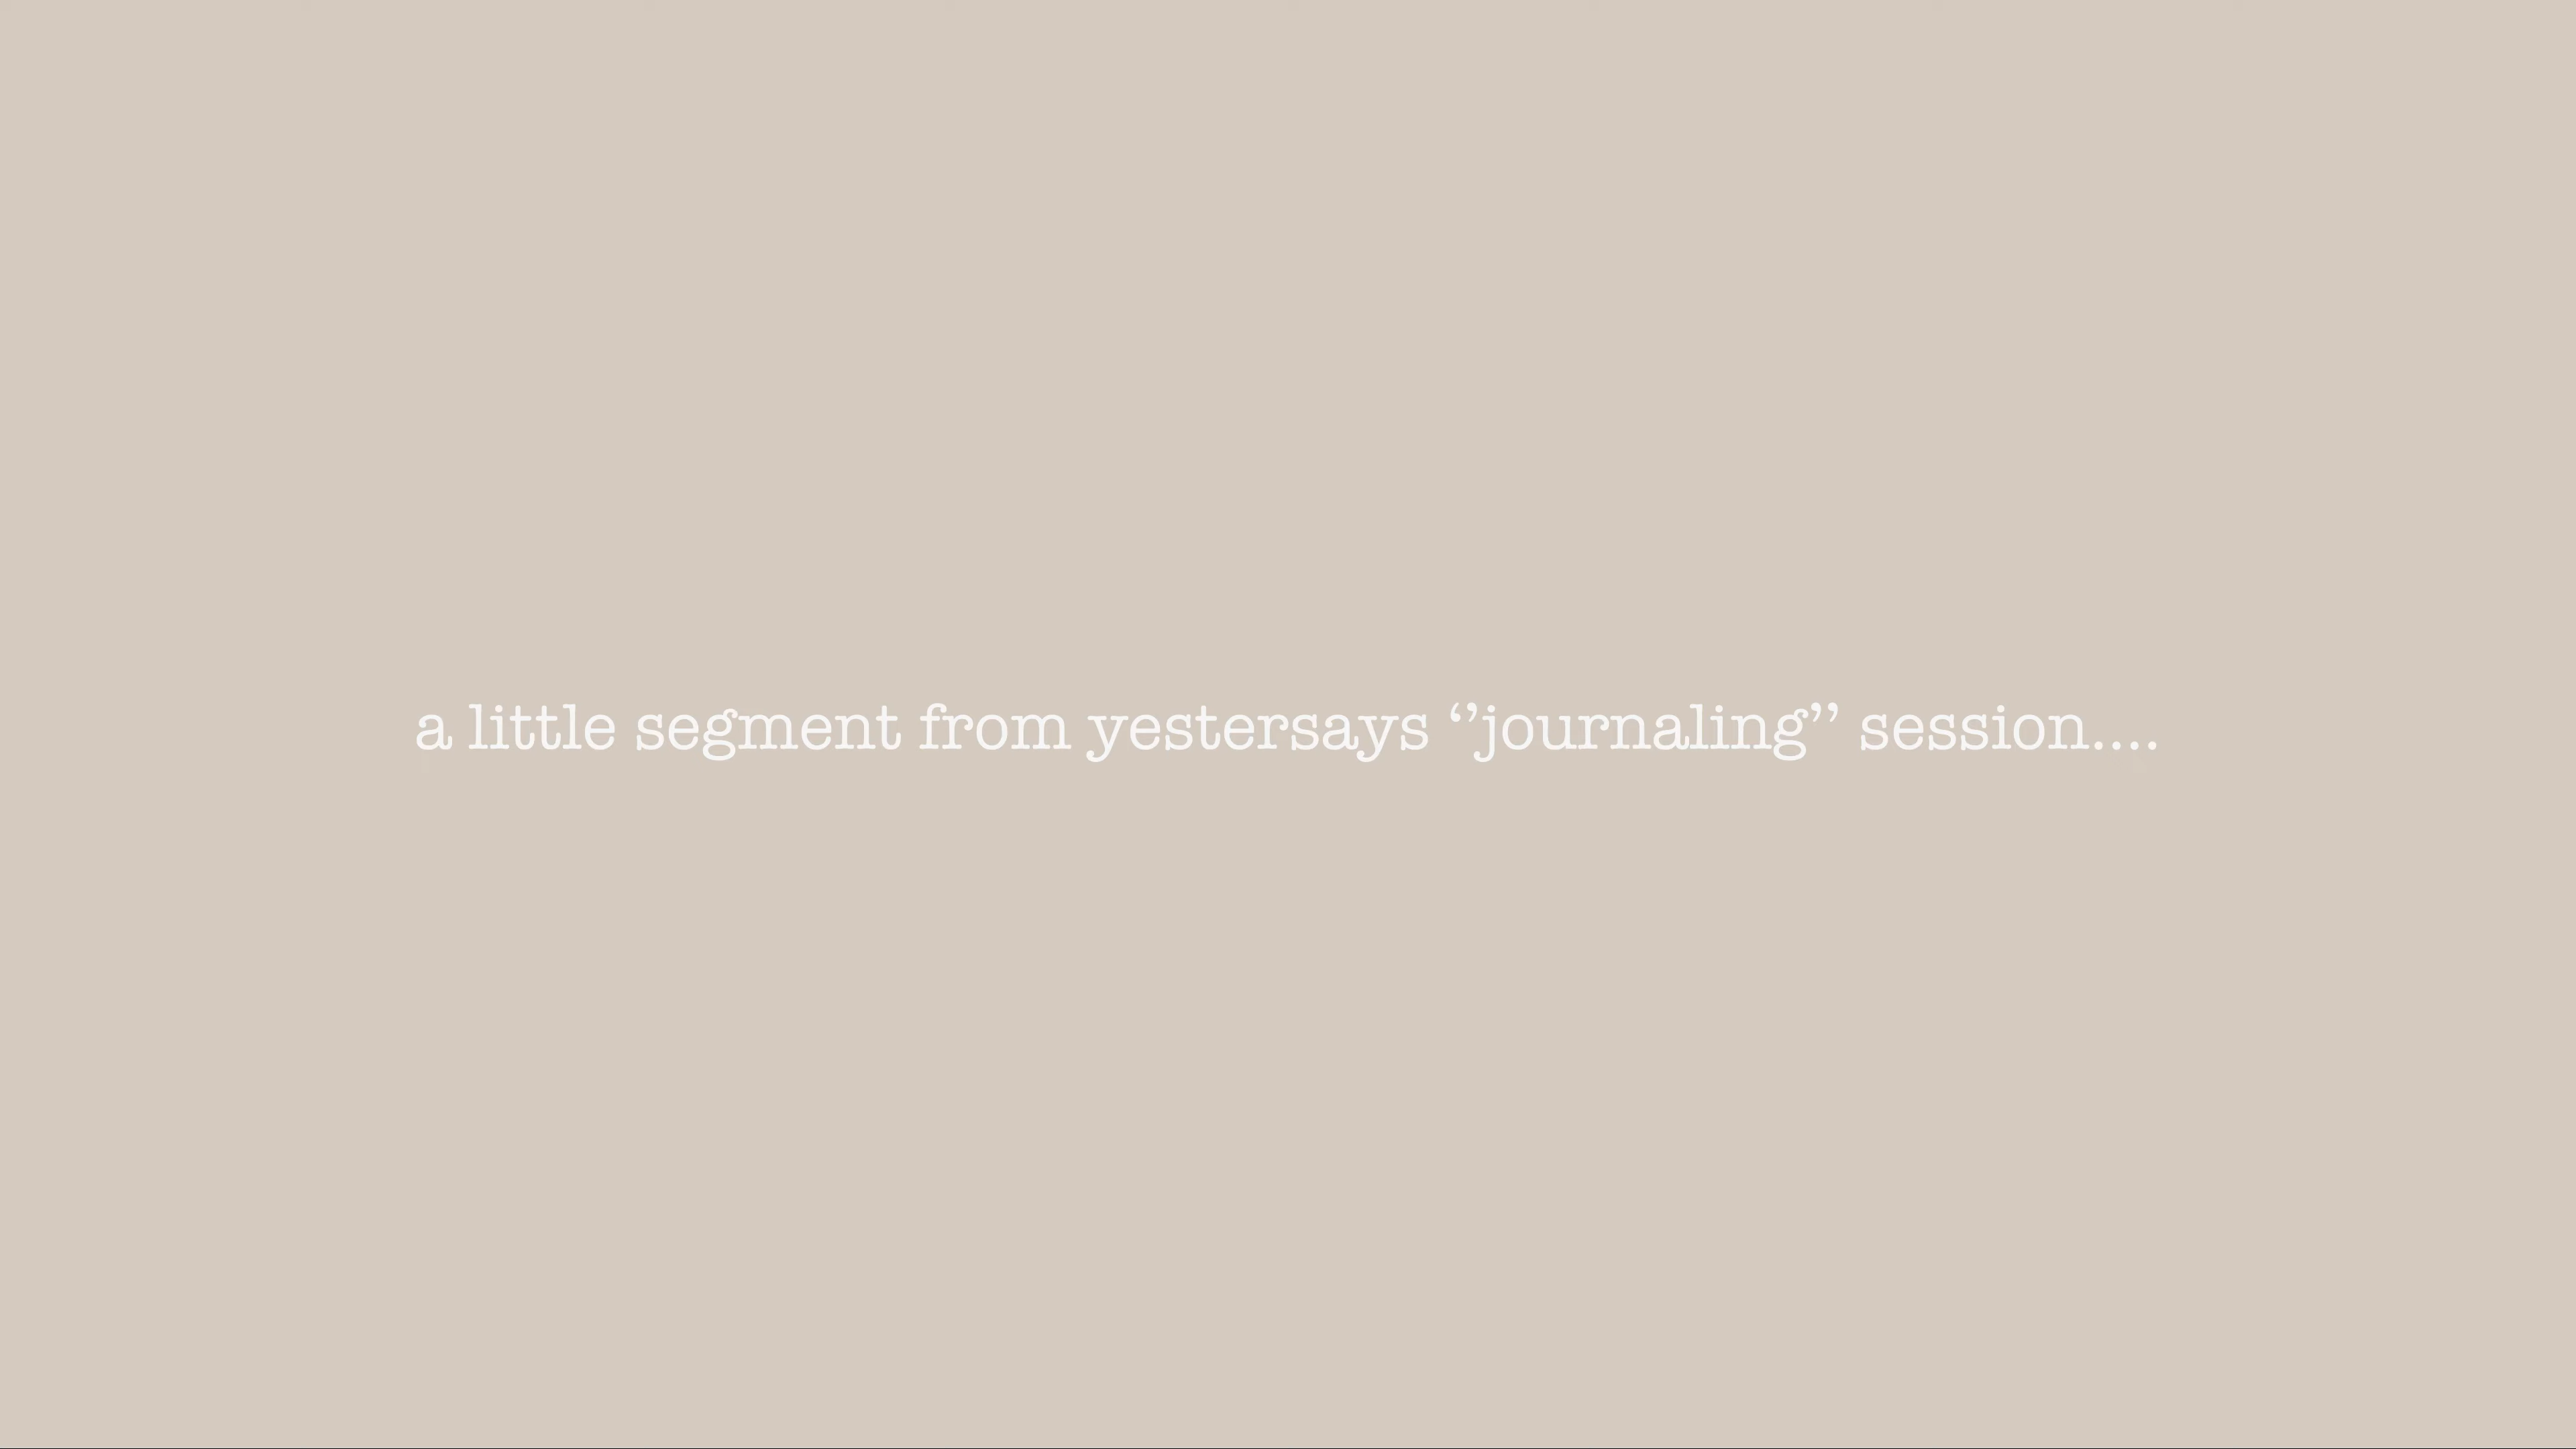 a little segment from yestersays ‘’journaling’’ session....